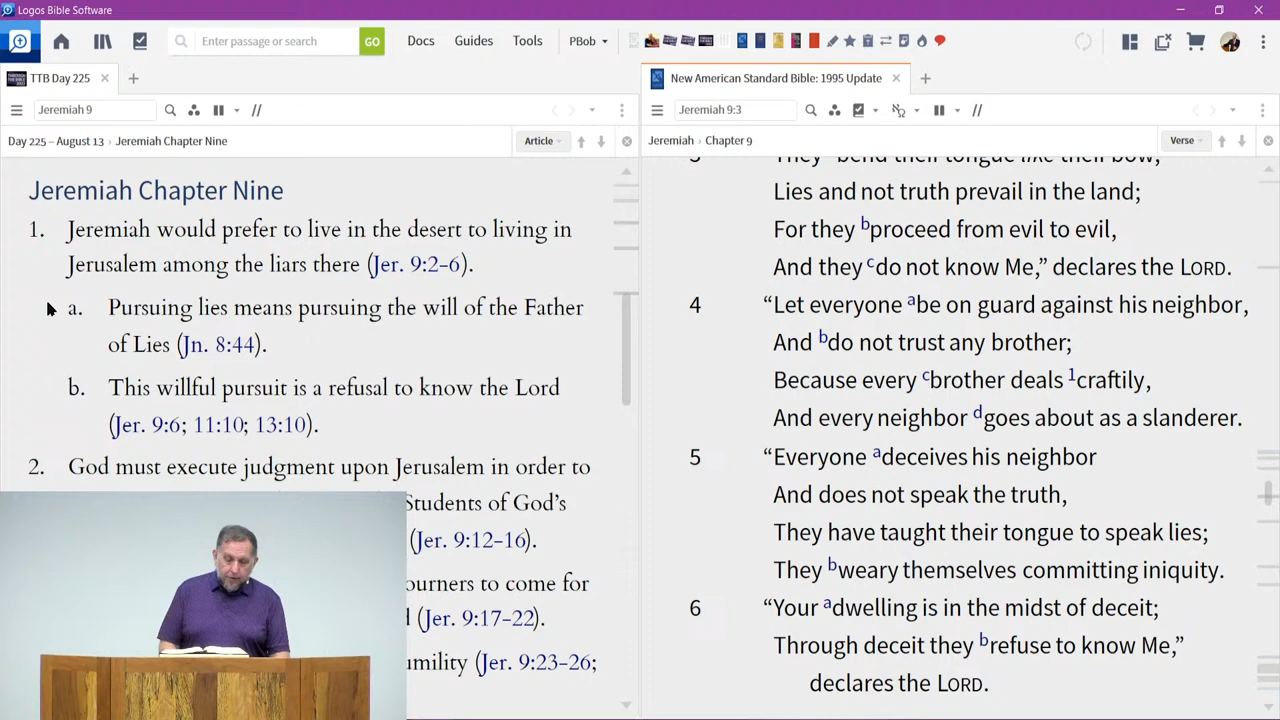 Logos Bible Software
Enter passage or search
GO
Docs
Guides
Tools
PBob
TTB Day 225
Jeremiah 9
Day 225 – August 13 › Jeremiah Chapter Nine
Article
Jeremiah Chapter Nine
1. Jeremiah would prefer to live in the desert to living in
Jerusalem among the liars there (Jer. 9:2-6).
a. Pursuing lies means pursuing the will of the Father
of Lies (Jn. 8:44).
b. This willful pursuit is a refusal to know the Lord
(Jer. 9:6; 11:10; 13:10).
2. God must execute judgment upon Jerusalem in order to
Students of God's
(Jer. 9:12-16).
ourners to come for
(Jer. 9:17-22).
umility (Jer. 9:23-26;
New American Standard Bible: 1995 Update
Jeremiah 9:3
Jeremiah › Chapter 9
Verse
They bend their tongue like their bow;
Lies and not truth prevail in the land;
For they bproceed from evil to evil,
And they cdo not know Me,” declares the LORD.
4 “Let everyone abe on guard against his neighbor,
And bdo not trust any brother;
Because every cbrother deals 1craftily,
And every neighbor dgoes about as a slanderer.
5 “Everyone adeceives his neighbor
And does not speak the truth,
They have taught their tongue to speak lies;
They bweary themselves committing iniquity.
6 “Your adwelling is in the midst of deceit;
Through deceit they brefuse to know Me,”
declares the LORD.